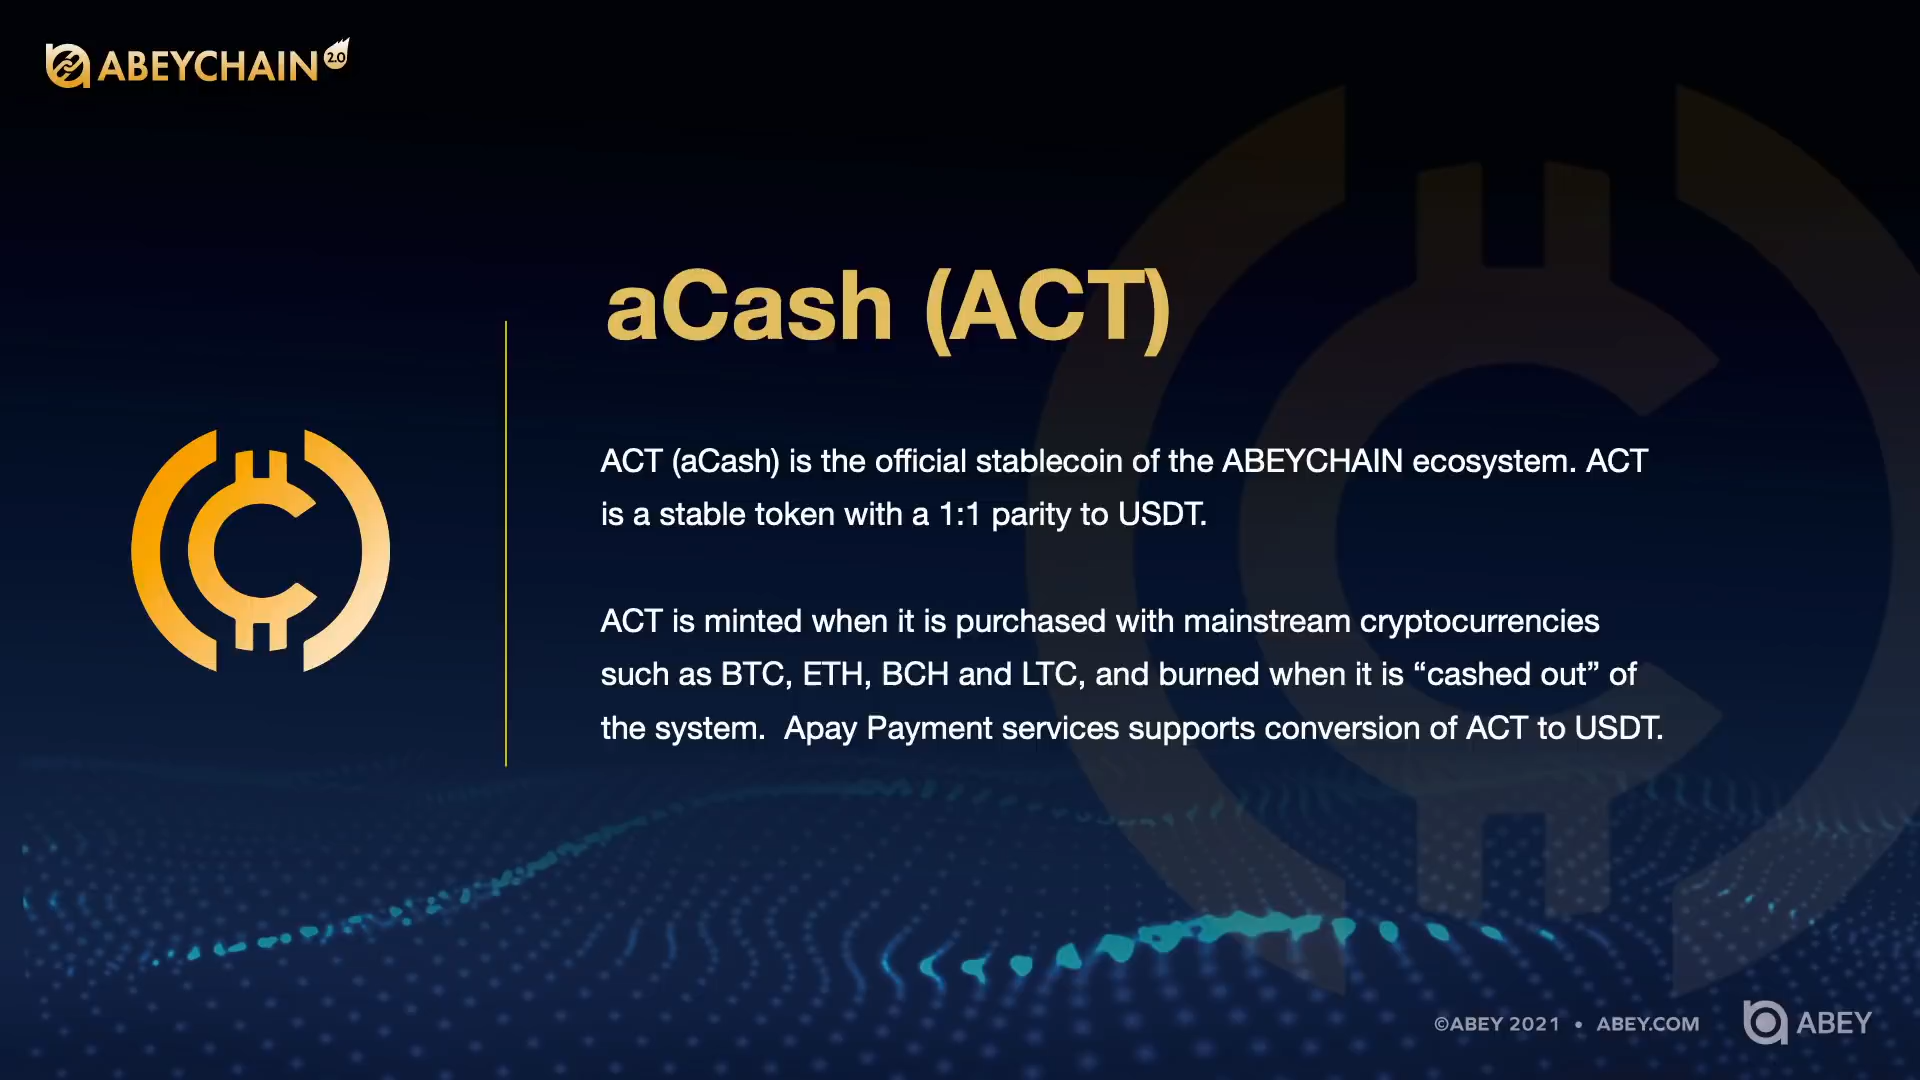 ABEYCHAIN 2.0
aCash (ACT)
ACT (aCash) is the official stablecoin of the ABEYCHAIN ecosystem. ACT
is a stable token with a 1:1 parity to USDT.
ACT is minted when it is purchased with mainstream cryptocurrencies
such as BTC, ETH, BCH and LTC, and burned when it is “cashed out” of
the system.  Apay Payment services supports conversion of ACT to USDT.
©ABEY 2021 • ABEY.COM ABEY